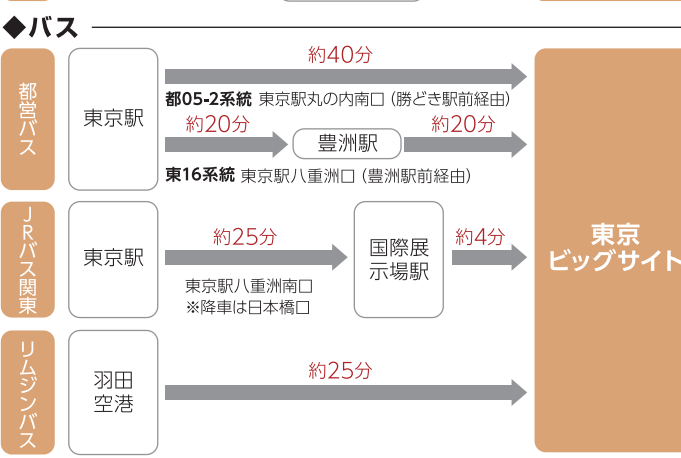 ◆バス
都営バス
東京駅
約40分
都05-2系統 東京駅丸の内南口（勝どき駅前経由）
約20分
豊洲駅
約20分
東16系統 東京駅八重洲口（豊洲駅前経由）
JRバス関東
東京駅
約25分
東京駅八重洲南口
※降車は日本橋口
国際展
示場駅
約4分
リムジンバス
羽田
空港
約25分
東京
ビッグサイト